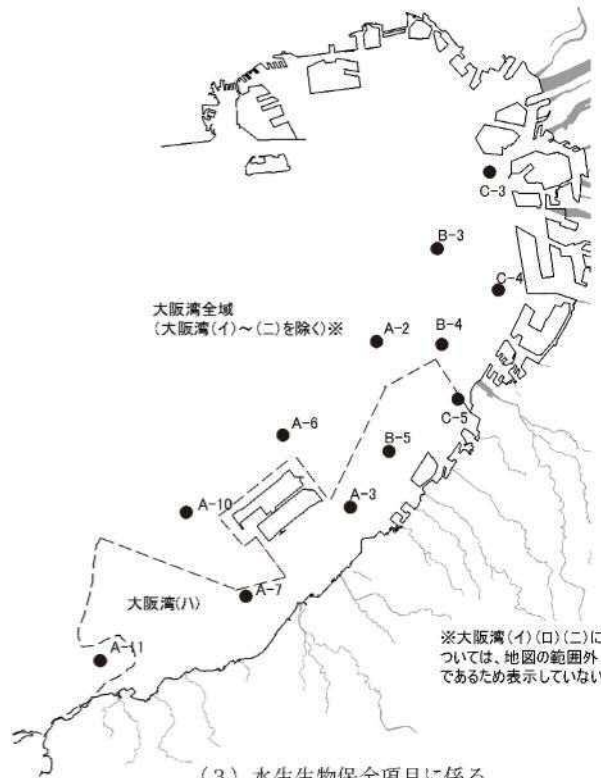 C-3
B-3
C-4
大阪湾全域
(大阪湾(イ)～(ニ)を除く)※
A-2
B-4
C-5
A-6
B-5
A-10
A-3
A-7
大阪湾(ハ)
※大阪湾(イ)(ロ)(ニ)に
ついては、地図の範囲外
であるため表示していない
A-11
(3) 水生生物保全項目に係る